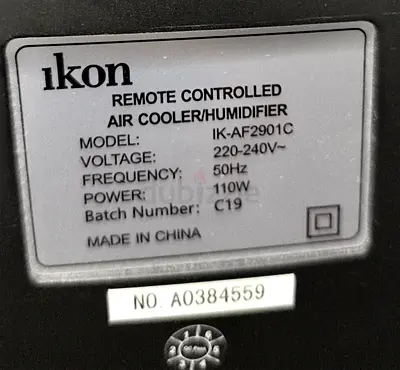 ikon
REMOTE CONTROLLED
AIR COOLER/HUMIDIFIER
MODEL: IK-AF2901C
VOLTAGE: 220-240V~
FREQUENCY: 50Hz
POWER: 110W
Batch Number: C19
MADE IN CHINA
dubizzle
NO. A0384559